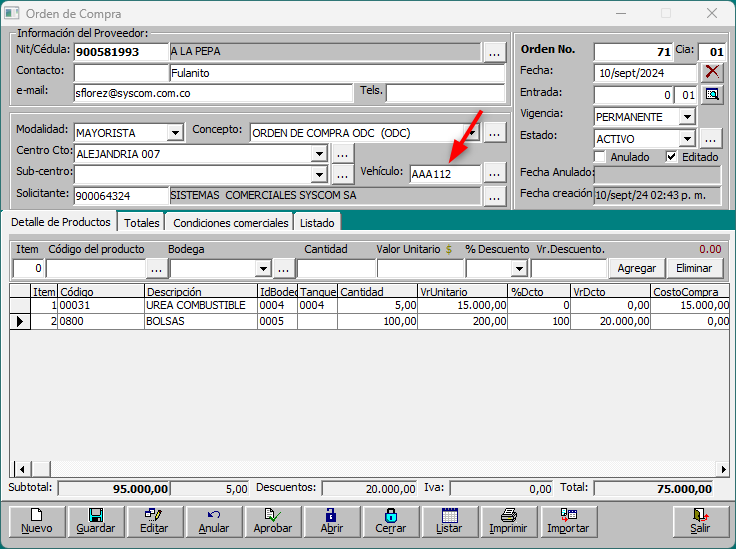 Orden de Compra
Información del Proveedor:
Nit/Cédula: 900581993 A LA PEPA ...
Contacto: Fulanito
e-mail: sflorez@syscom.com.co Tels.
Orden No. 71 Cia: 01
Fecha: 10/sept/2024
Entrada: 0 01
Vigencia: PERMANENTE
Estado: ACTIVO ...
Anulado Editado
Fecha Anulado:
Fecha creación: 10/sept/24 02:43 p. m.
Modalidad: MAYORISTA Concepto: ORDEN DE COMPRA ODC (ODC) ...
Centro Cto: ALEJANDRIA 007 ...
Sub-centro: ... Vehículo: AAA112 ...
Solicitante: 900064324 SISTEMAS COMERCIALES SYSCOM SA ...
Detalle de Productos Totales Condiciones comerciales Listado
Item Código del producto Bodega Cantidad Valor Unitario $ % Descuento Vr.Descuento. 0.00
0 ... ... Agregar Eliminar
Item Código Descripción IdBodeg Tanque Cantidad VrUnitario %Dcto VrDcto CostoCompra
1 00031 UREA COMBUSTIBLE 0004 0004 5,00 15.000,00 0 0,00 15.000,00
2 0800 BOLSAS 0005 100,00 200,00 100 20.000,00 0,00
Subtotal: 95.000,00 5,00 Descuentos: 20.000,00 Iva: 0,00 Total: 75.000,00
Nuevo Guardar Editar Anular Aprobar Abrir Cerrar Listar Imprimir Importar Salir